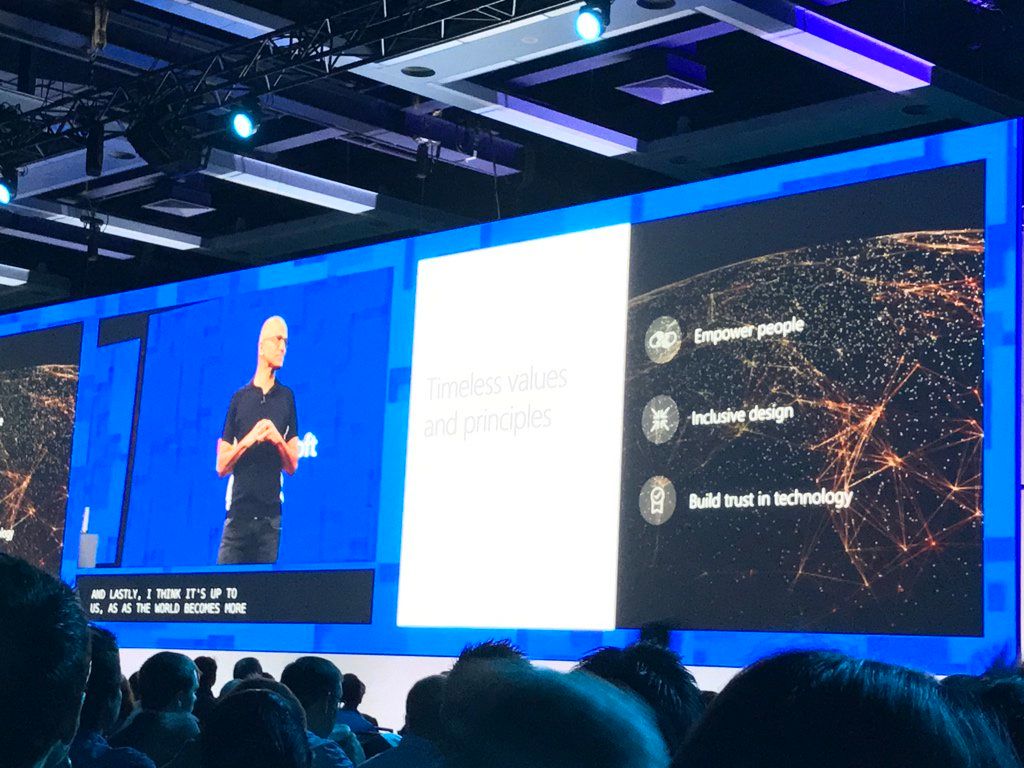 Timeless values
and principles
Empower people
Inclusive design
Build trust in technology
AND LASTLY, I THINK IT'S UP TO
US, AS AS THE WORLD BECOMES MORE